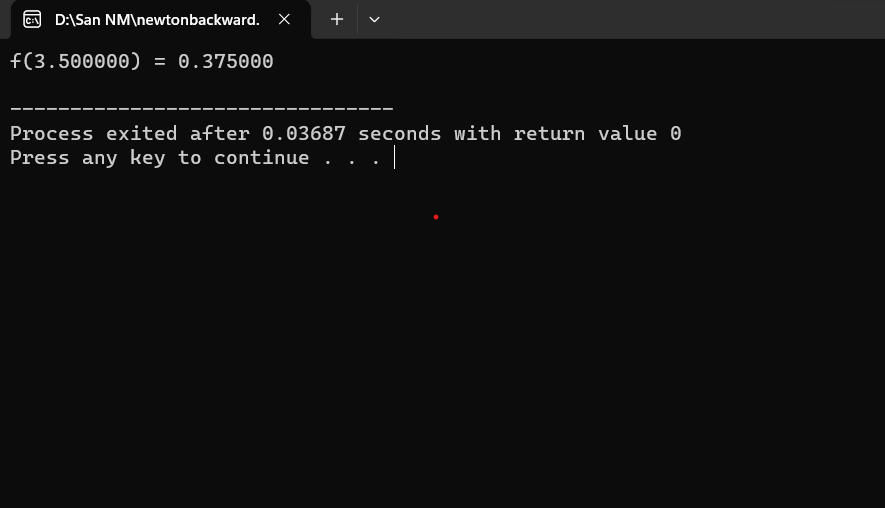 D:\San NM\newtonbackward.
f(3.500000) = 0.375000
--------------------------------
Process exited after 0.03687 seconds with return value 0
Press any key to continue . . .